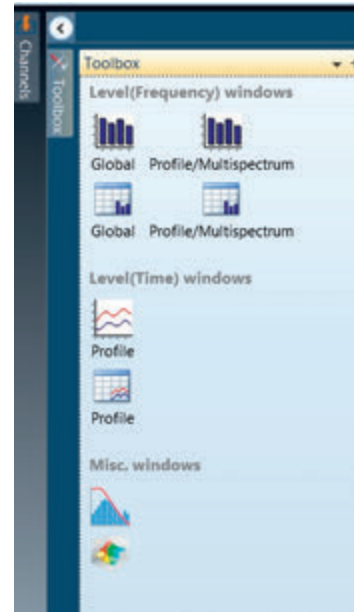 Channels
Toolbox
Toolbox
Level(Frequency) windows
Global Profile/Multispectrum
Global Profile/Multispectrum
Level(Time) windows
Profile
Profile
Misc. windows